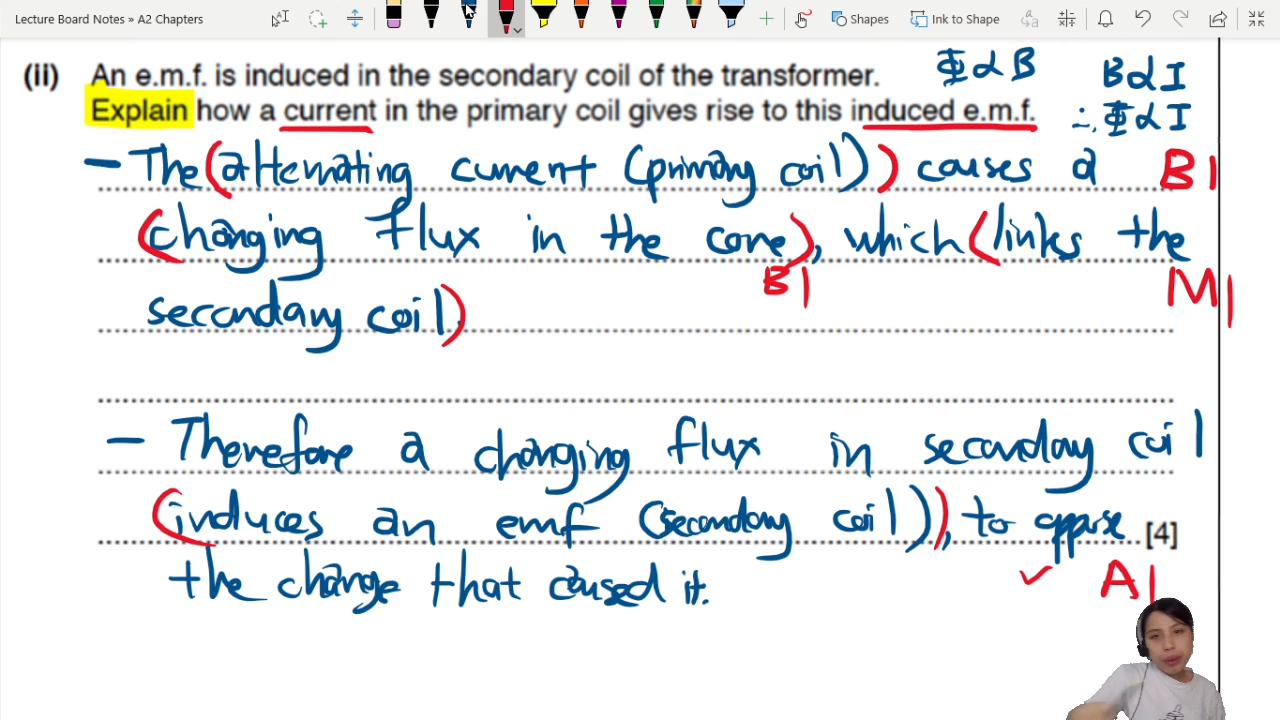 Lecture Board Notes » A2 Chapters
Shapes
Ink to Shape
(ii) An e.m.f. is induced in the secondary coil of the transformer.
Φ α B
B α I
Explain how a current in the primary coil gives rise to this induced e.m.f.
∴ Φ α I
- The (alternating current (primary coil)) causes a B1
(changing flux in the core), which (links the
B1 M1
secondary coil)
- Therefore a changing flux in secondary coil
(induces an emf (secondary coil)), to oppose [4]
the change that caused it. ✓ A1